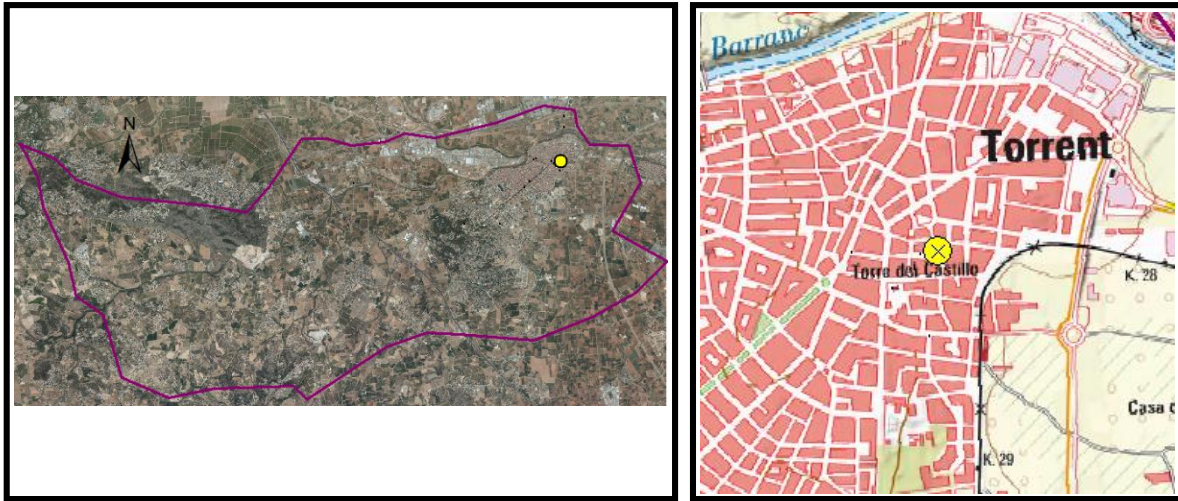 N
Barranc
Torrent
Torre del Castillo
K. 28
Casa d
K. 29